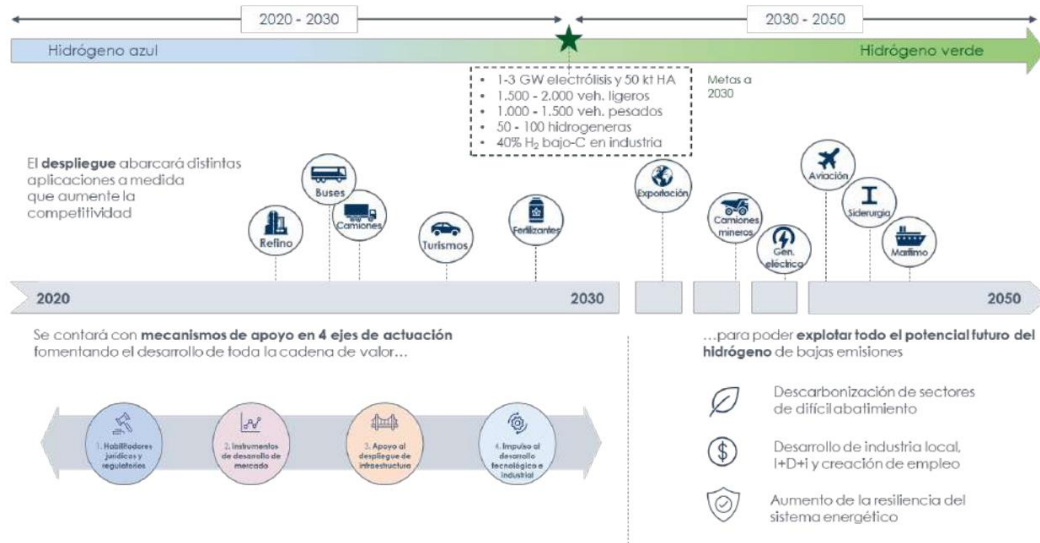 2020 - 2030
2030 - 2050
Hidrógeno azul
Hidrógeno verde
• 1-3 GW electrólisis y 50 kt HA
• 1.500 - 2.000 veh. ligeros
• 1.000 - 1.500 veh. pesados
• 50 - 100 hidrogeneras
• 40% H₂ bajo-C en industria
Metas a
2030
El despliegue abarcará distintas
aplicaciones a medida
que aumente la
competitividad
Refino
Buses
Camiones
Turismos
Fertilizantes
Exportación
Camiones
mineros
Gen.
eléctrica
Aviación
Siderurgia
Marítimo
2020
2030
2050
Se contará con mecanismos de apoyo en 4 ejes de actuación
fomentando el desarrollo de toda la cadena de valor...
1. Habilitadores
jurídicos y
regulatorios
2. Instrumentos
de desarrollo de
mercado
3. Apoyo al
despliegue de
infraestructura
4. Impulso al
desarrollo
tecnológico e
industrial
...para poder explotar todo el potencial futuro del
hidrógeno de bajas emisiones
Descarbonización de sectores
de difícil abatimiento
Desarrollo de industria local,
I+D+i y creación de empleo
Aumento de la resiliencia del
sistema energético